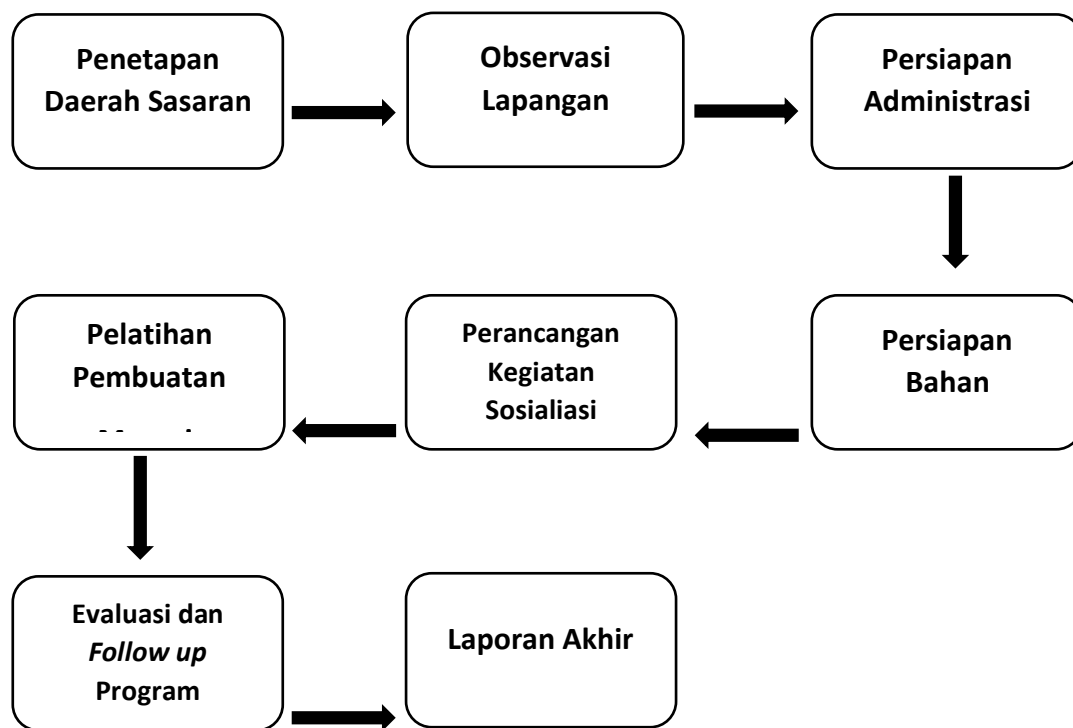 Penetapan
Daerah Sasaran
Observasi
Lapangan
Persiapan
Administrasi
Persiapan
Bahan
Perancangan
Kegiatan
Sosialiasi
Pelatihan
Pembuatan
Evaluasi dan
Follow up
Program
Laporan Akhir